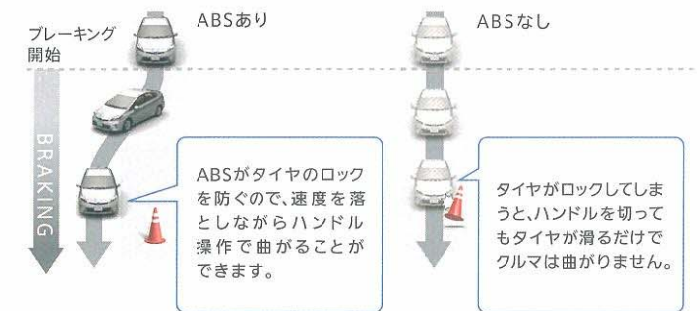 ABSあり
ABSなし
ブレーキング
開始
BRAKING
ABSがタイヤのロック
を防ぐので、速度を落
としながらハンドル
操作で曲がることが
できます。
タイヤがロックしてしま
うと、ハンドルを切って
もタイヤが滑るだけで
クルマは曲がりません。